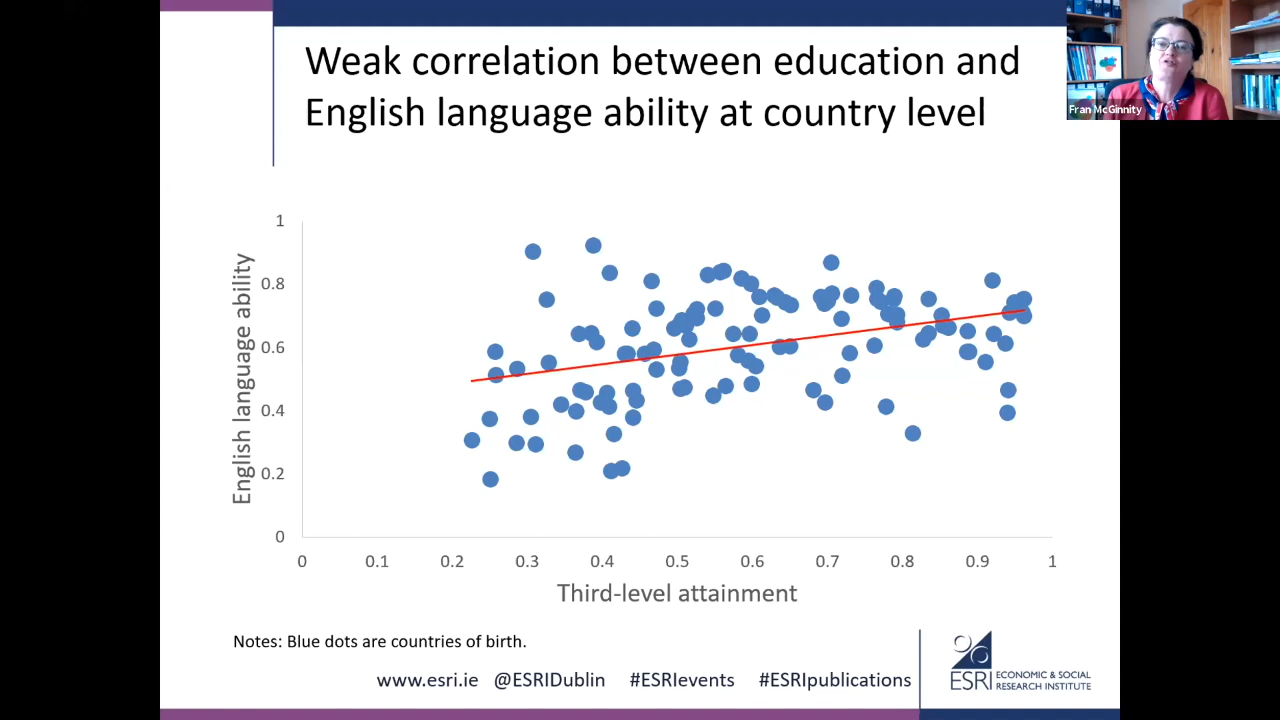 Weak correlation between education and
English language ability at country level
Fran McGinnity
English language ability
1
0.8
0.6
0.4
0.2
0
0 0.1 0.2 0.3 0.4 0.5 0.6 0.7 0.8 0.9 1
Third-level attainment
Notes: Blue dots are countries of birth.
www.esri.ie @ESRIDublin #ESRIevents #ESRIpublications
ESRI ECONOMIC & SOCIAL
RESEARCH INSTITUTE